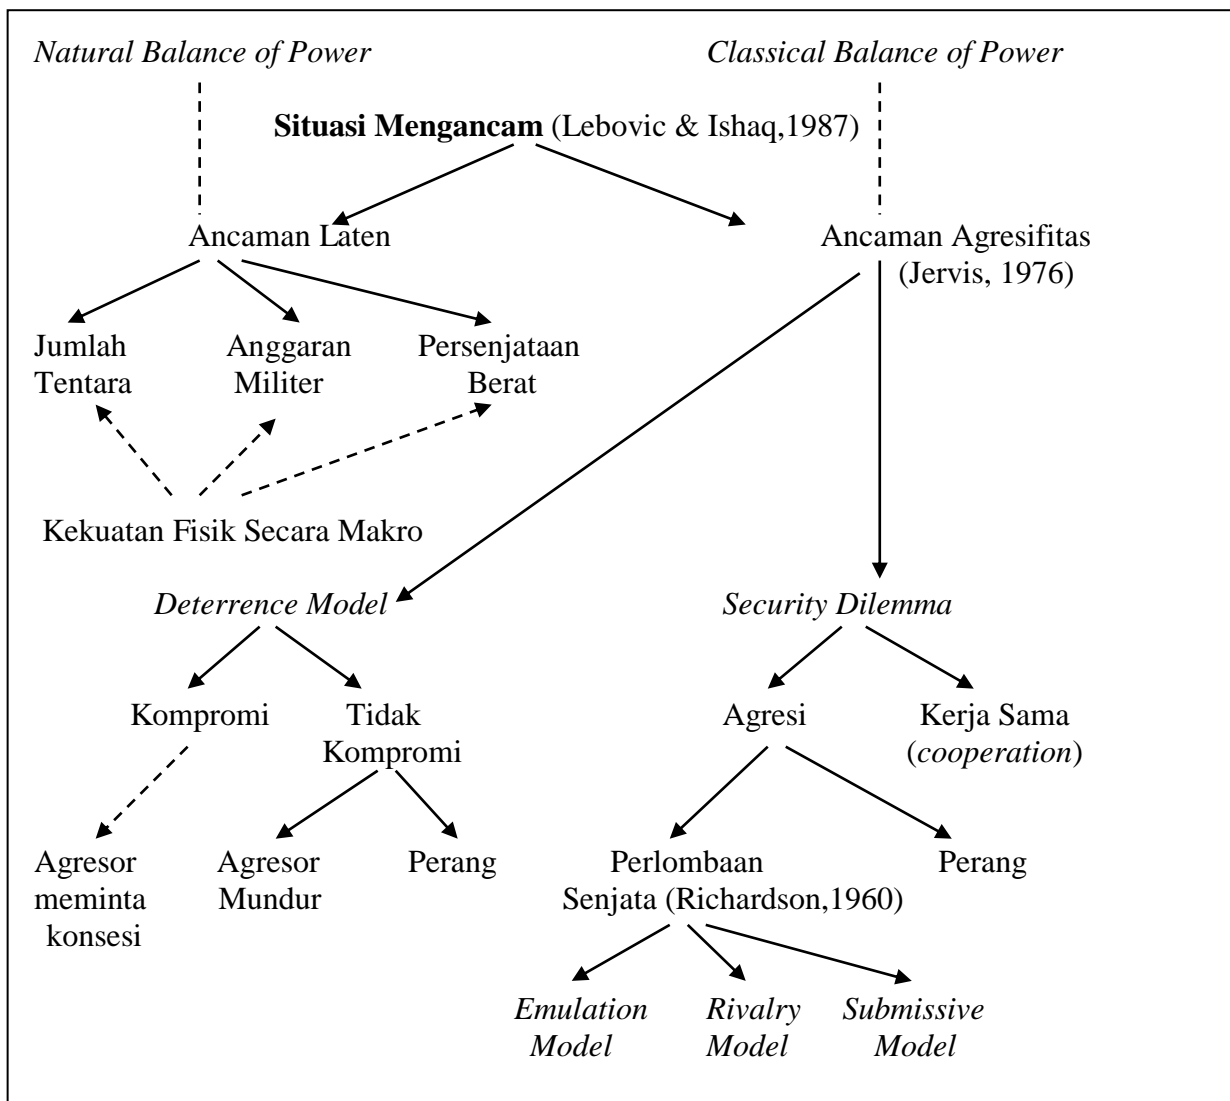 Natural Balance of Power
Classical Balance of Power
Situasi Mengancam (Lebovic & Ishaq,1987)
Ancaman Laten
Ancaman Agresifitas
(Jervis, 1976)
Jumlah
Tentara
Anggaran
Militer
Persenjataan
Berat
Kekuatan Fisik Secara Makro
Deterrence Model
Security Dilemma
Kompromi
Tidak
Kompromi
Agresi
Kerja Sama
(cooperation)
Agresor
meminta
konsesi
Agresor
Mundur
Perang
Perlombaan
Senjata (Richardson,1960)
Perang
Emulation
Model
Rivalry
Model
Submissive
Model